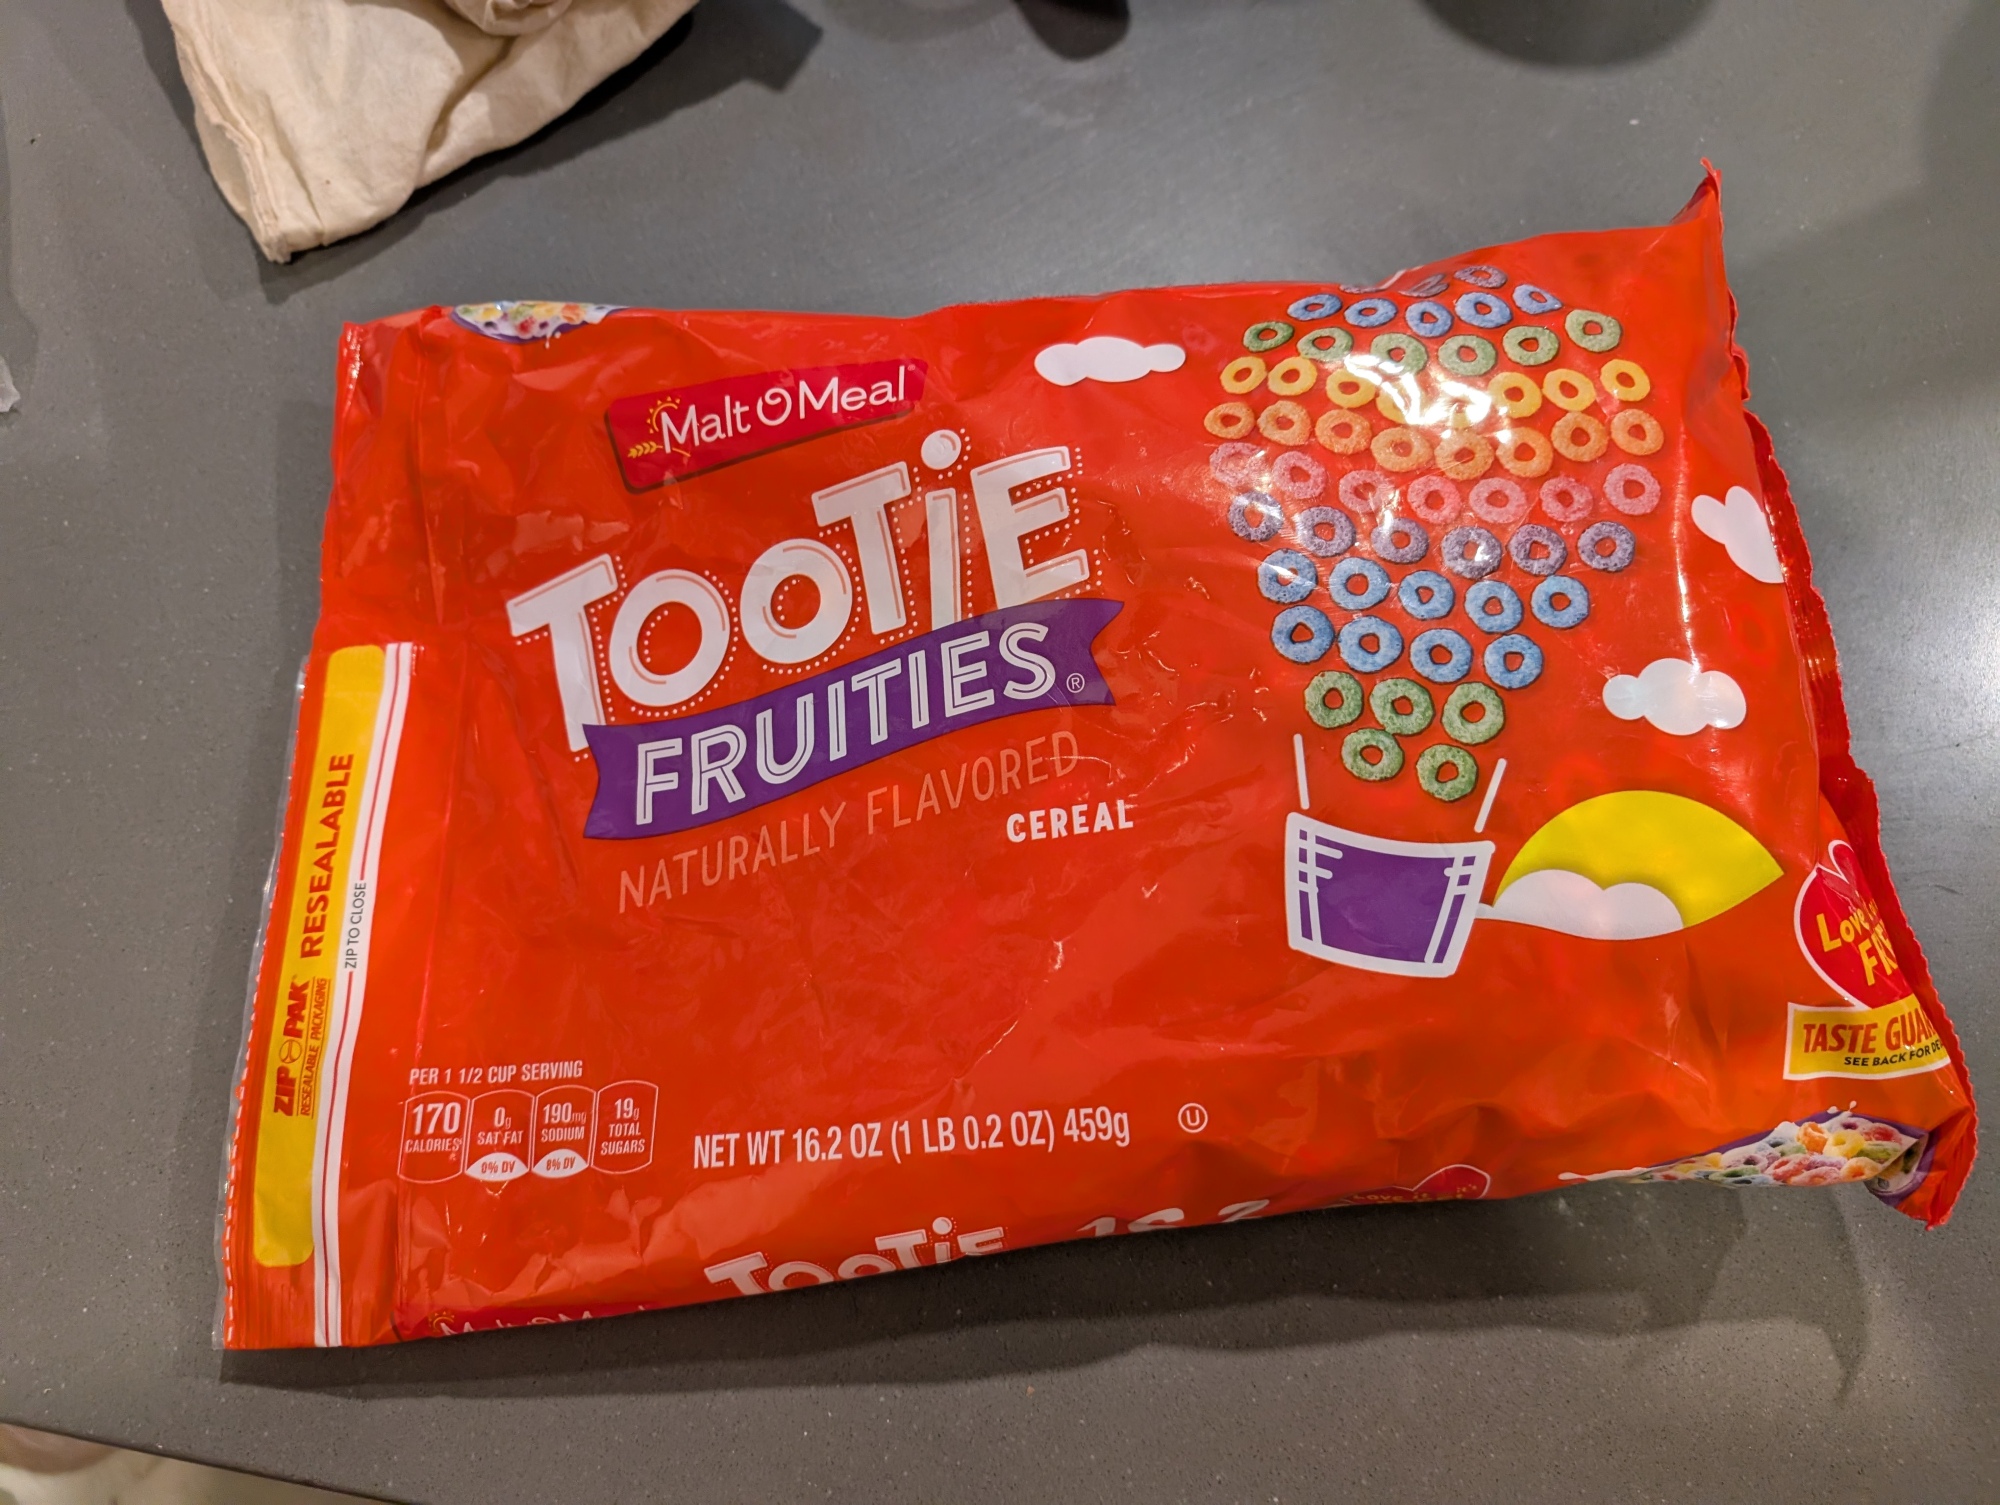 Malt O Meal
TOOTiE
FRUITIES®
NATURALLY FLAVORED
CEREAL
RESEALABLE
ZIP TO CLOSE
ZIP PAK
RESEALABLE PACKAGING
PER 1 1/2 CUP SERVING
170
CALORIES
0g
SAT FAT
0% DV
190mg
SODIUM
8% DV
19g
TOTAL
SUGARS
NET WT 16.2 OZ (1 LB 0.2 OZ) 459g
U
TASTE
SEE BACK FOR
TOOTiE